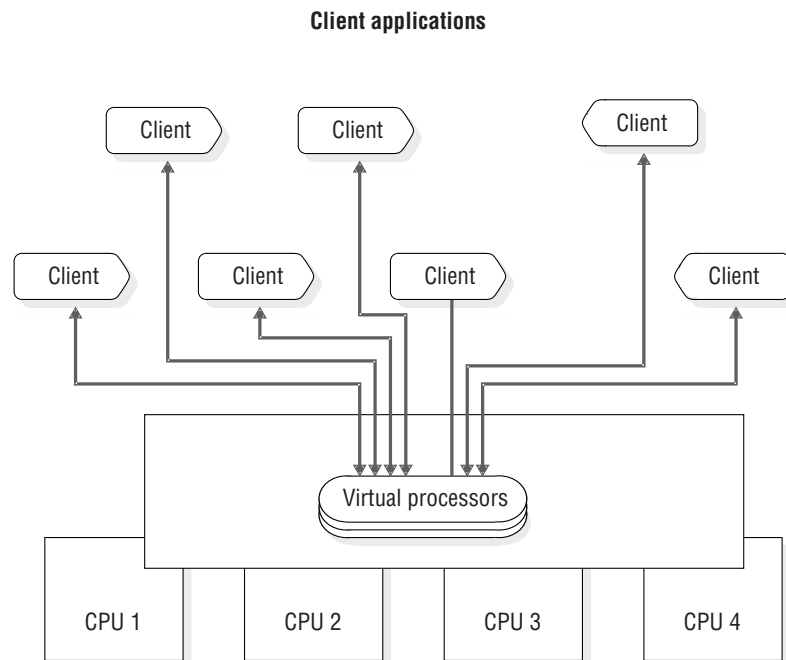 Client applications
Client
Client
Client
Client
Client
Client
Client
Virtual processors
CPU 1
CPU 2
CPU 3
CPU 4